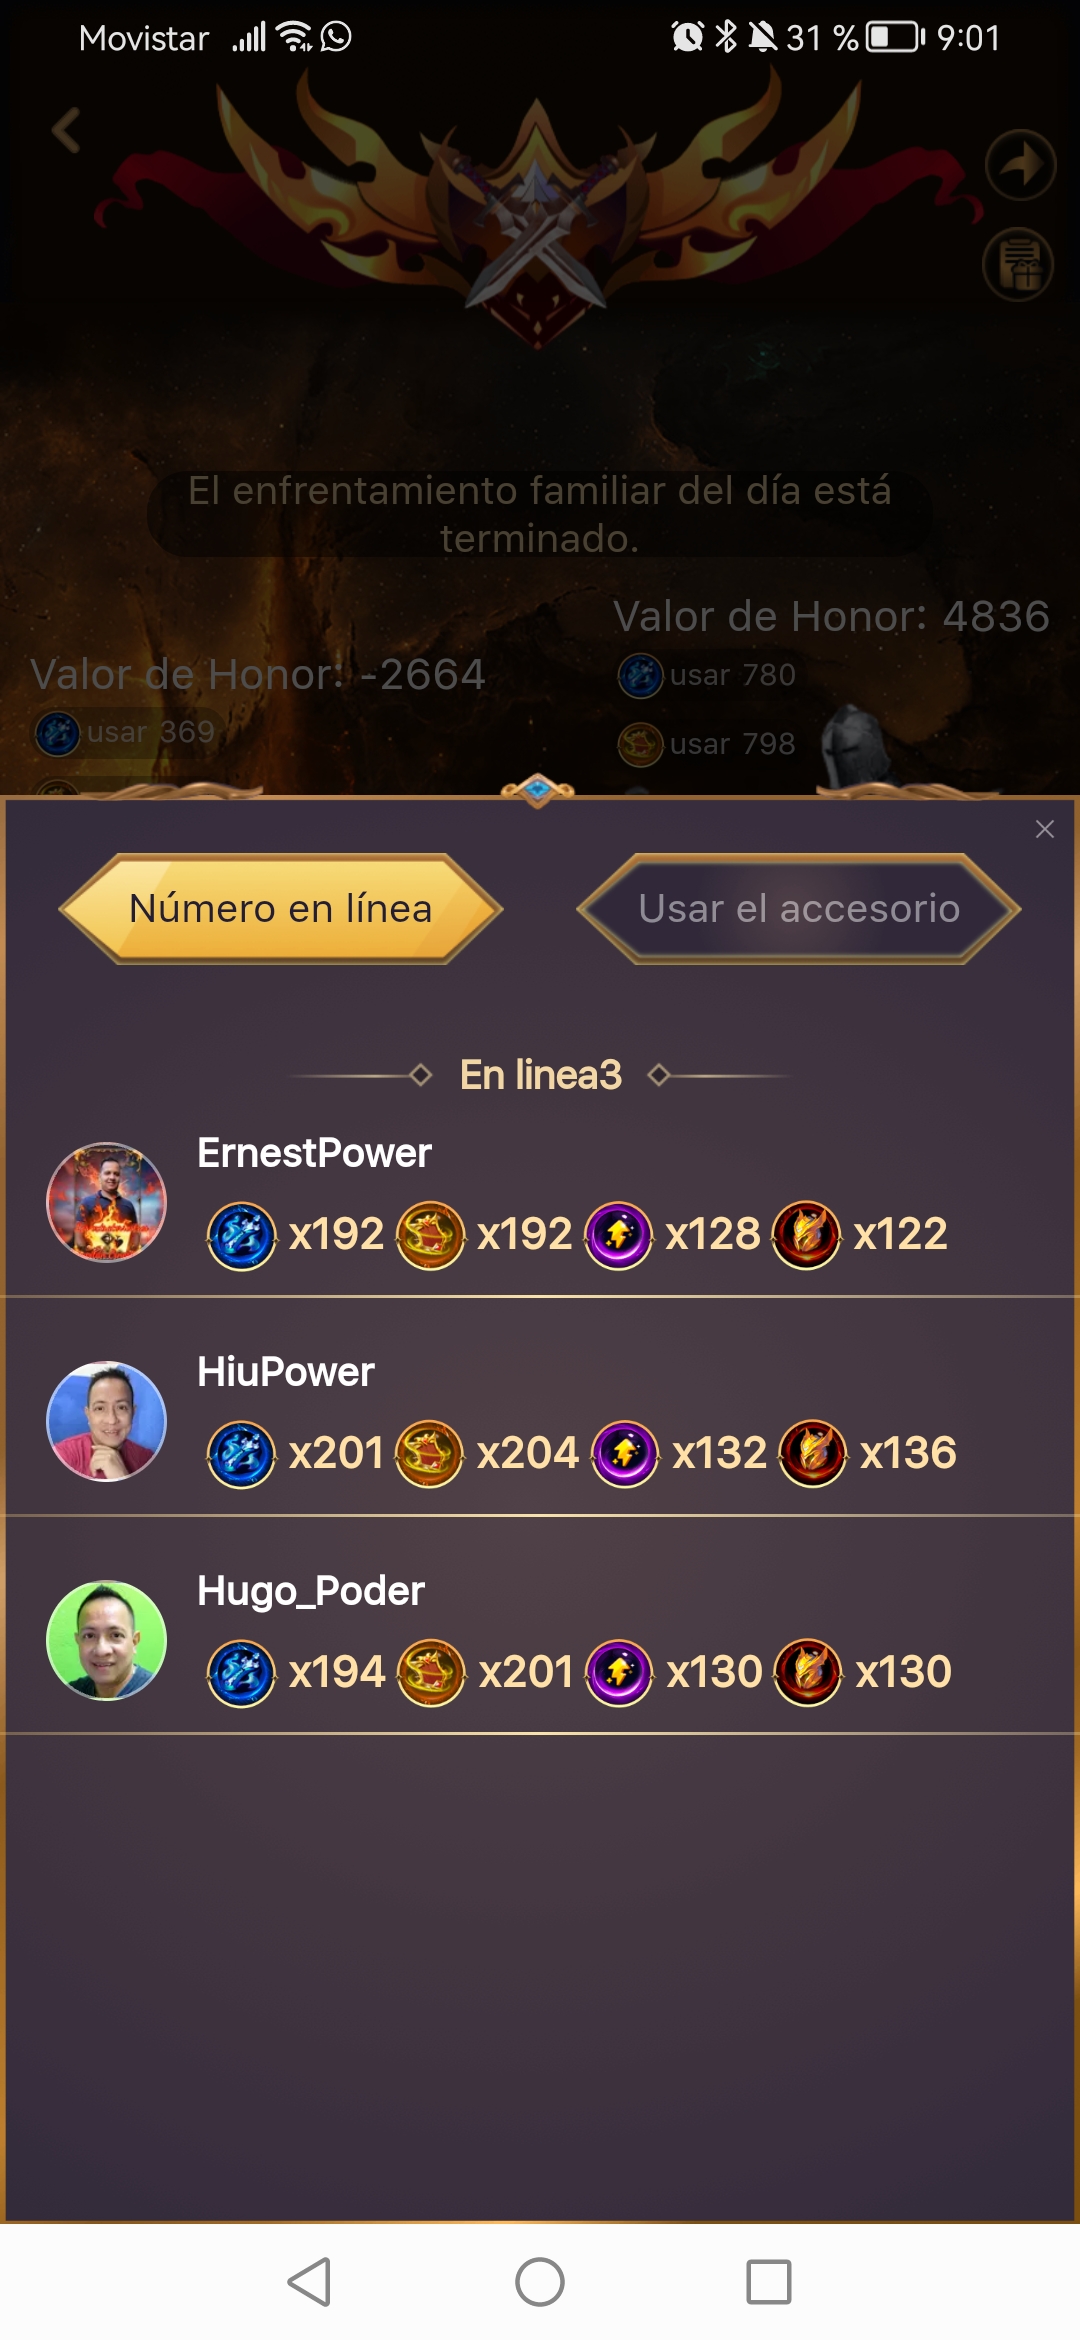 Movistar 31 % 9:01
El enfrentamiento familiar del día está
terminado.
Valor de Honor: 4836
Valor de Honor: -2664
usar 780
usar 369
usar 798
Número en línea
Usar el accesorio
En linea3
ErnestPower
x192 x192 x128 x122
HiuPower
x201 x204 x132 x136
Hugo_Poder
x194 x201 x130 x130